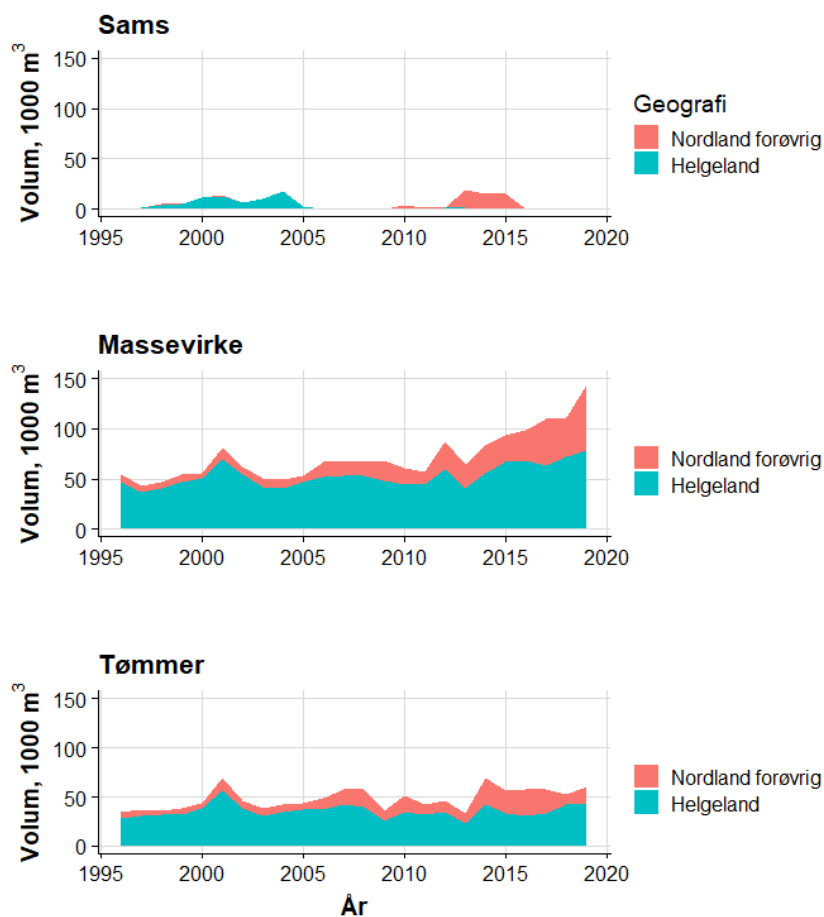 Sams
Volum, 1000 m³
150
100
50
0
1995 2000 2005 2010 2015 2020
Geografi
Nordland forøvrig
Helgeland
Massevirke
Volum, 1000 m³
150
100
50
0
1995 2000 2005 2010 2015 2020
Nordland forøvrig
Helgeland
Tømmer
Volum, 1000 m³
150
100
50
0
1995 2000 2005 2010 2015 2020
År
Nordland forøvrig
Helgeland